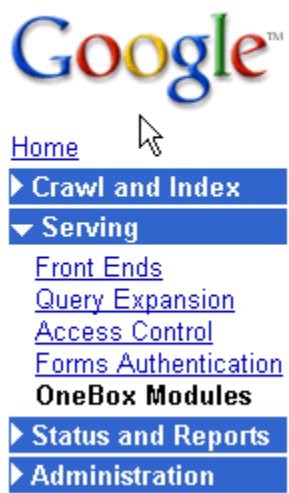 Google™
Home
Crawl and Index
Serving
Front Ends
Query Expansion
Access Control
Forms Authentication
OneBox Modules
Status and Reports
Administration